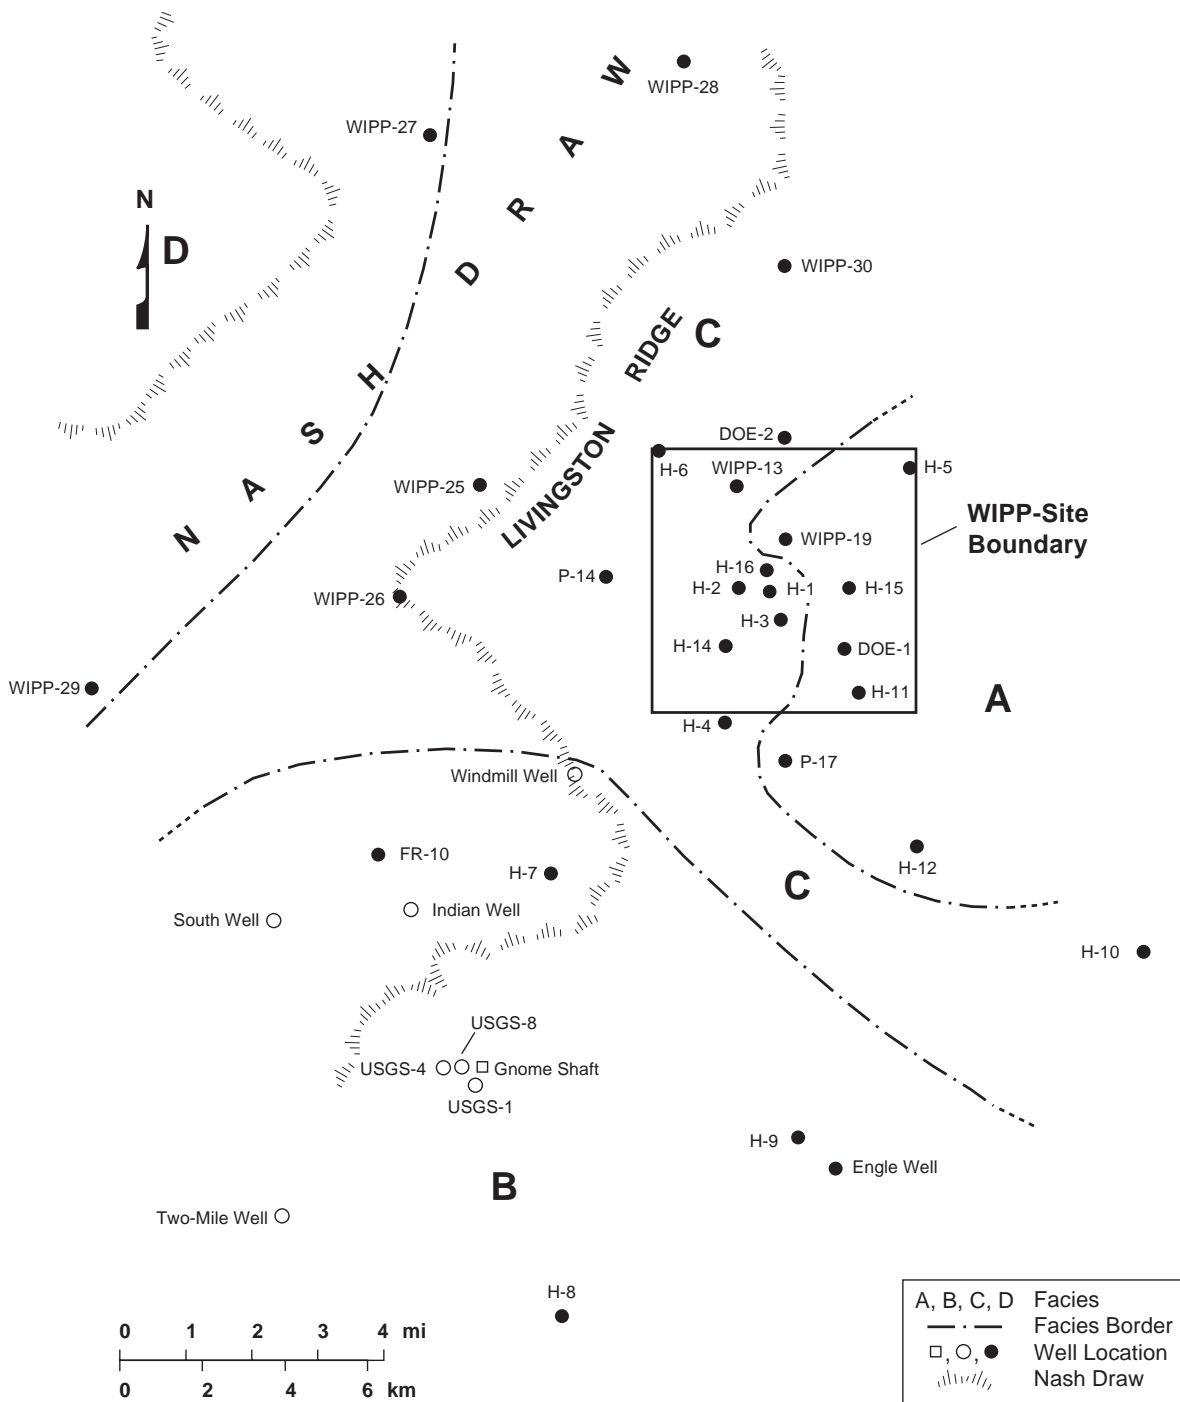 WIPP-28
WIPP-27
N
D
NASH DRAW
WIPP-30
C
LIVINGSTON RIDGE
DOE-2
H-6
WIPP-13
H-5
WIPP-25
WIPP-Site
Boundary
WIPP-19
H-16
P-14
H-2
H-1
H-15
WIPP-26
H-3
H-14
DOE-1
WIPP-29
H-11
A
H-4
P-17
Windmill Well
FR-10
H-7
H-12
C
Indian Well
South Well
H-10
USGS-8
USGS-4
Gnome Shaft
USGS-1
H-9
Engle Well
B
Two-Mile Well
H-8
0 1 2 3 4 mi
0 2 4 6 km
A, B, C, D Facies
Facies Border
, , Well Location
Nash Draw